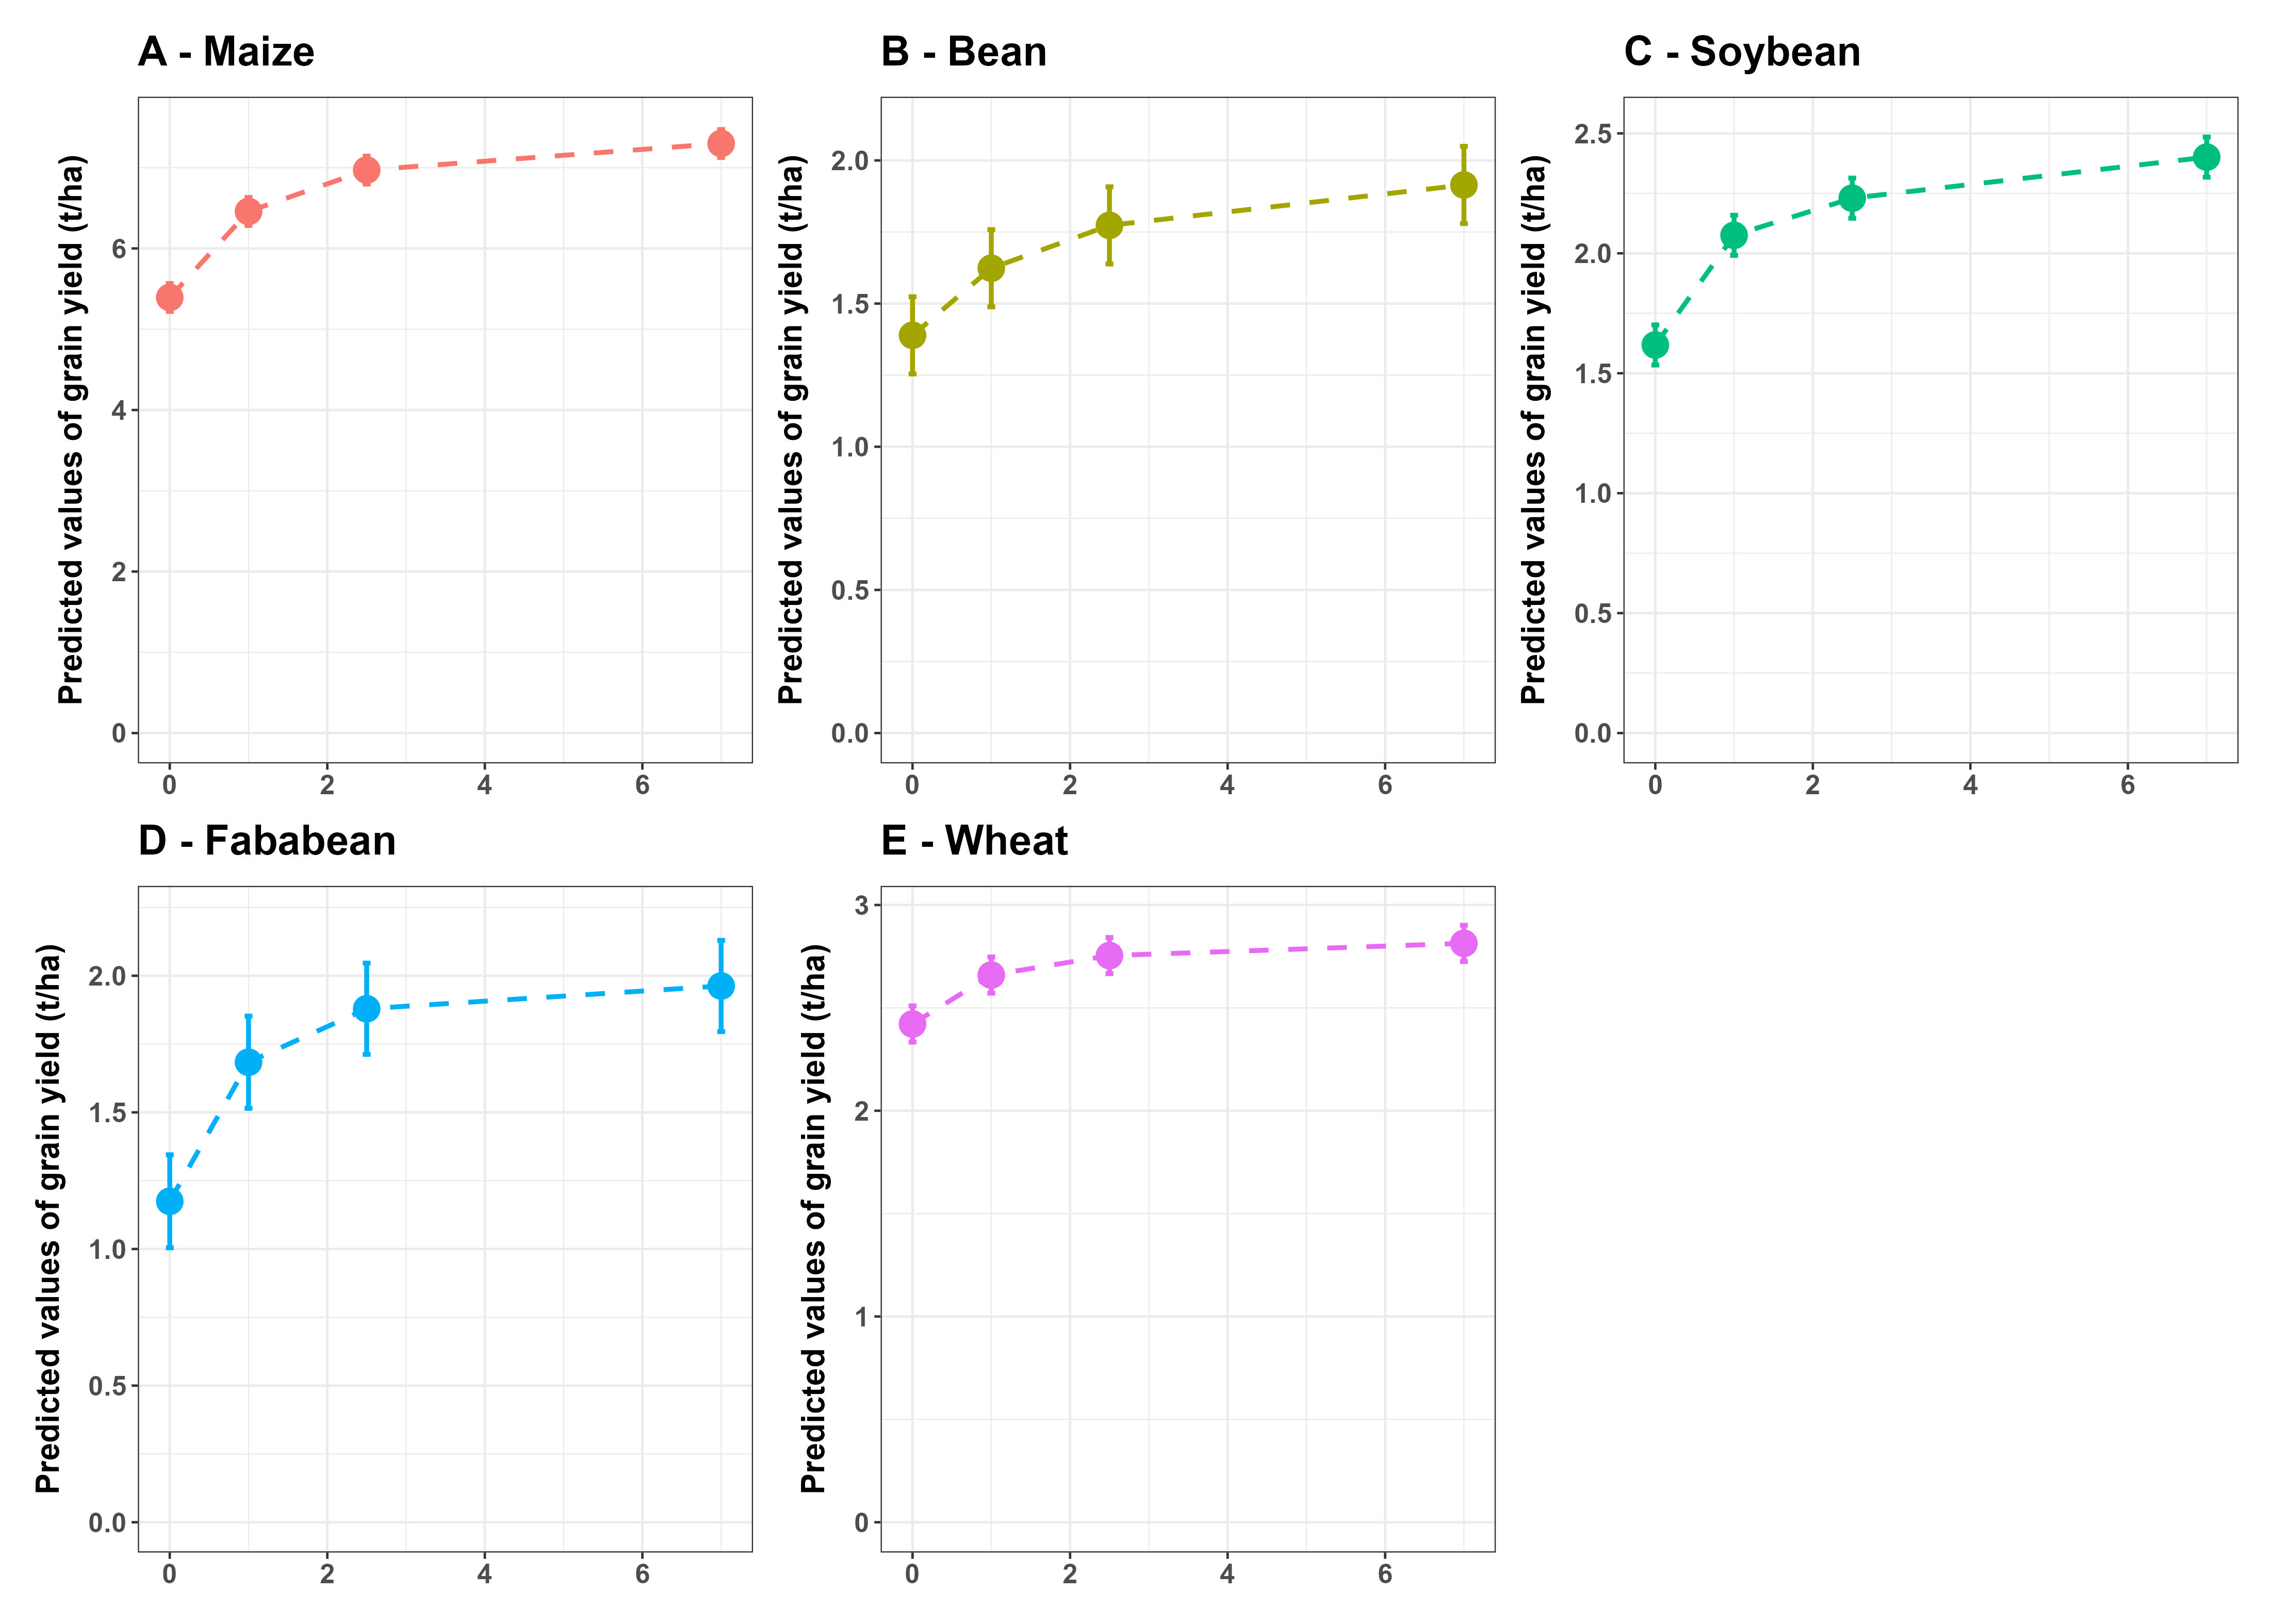 A - Maize
Predicted values of grain yield (t/ha)
6
4
2
0
0 2 4 6
B - Bean
Predicted values of grain yield (t/ha)
2.0
1.5
1.0
0.5
0.0
0 2 4 6
C - Soybean
Predicted values of grain yield (t/ha)
2.5
2.0
1.5
1.0
0.5
0.0
0 2 4 6
D - Fababean
Predicted values of grain yield (t/ha)
2.0
1.5
1.0
0.5
0.0
0 2 4 6
E - Wheat
Predicted values of grain yield (t/ha)
3
2
1
0
0 2 4 6